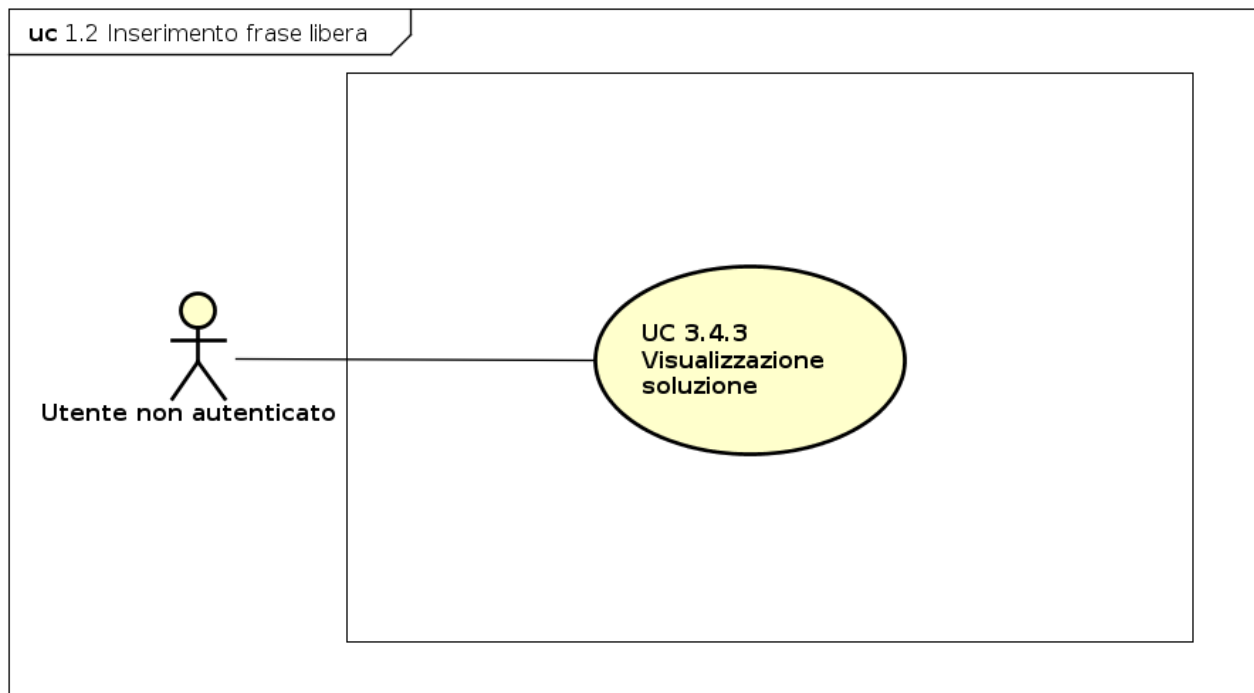 uc 1.2 Inserimento frase libera
UC 3.4.3
Visualizzazione
soluzione
Utente non autenticato